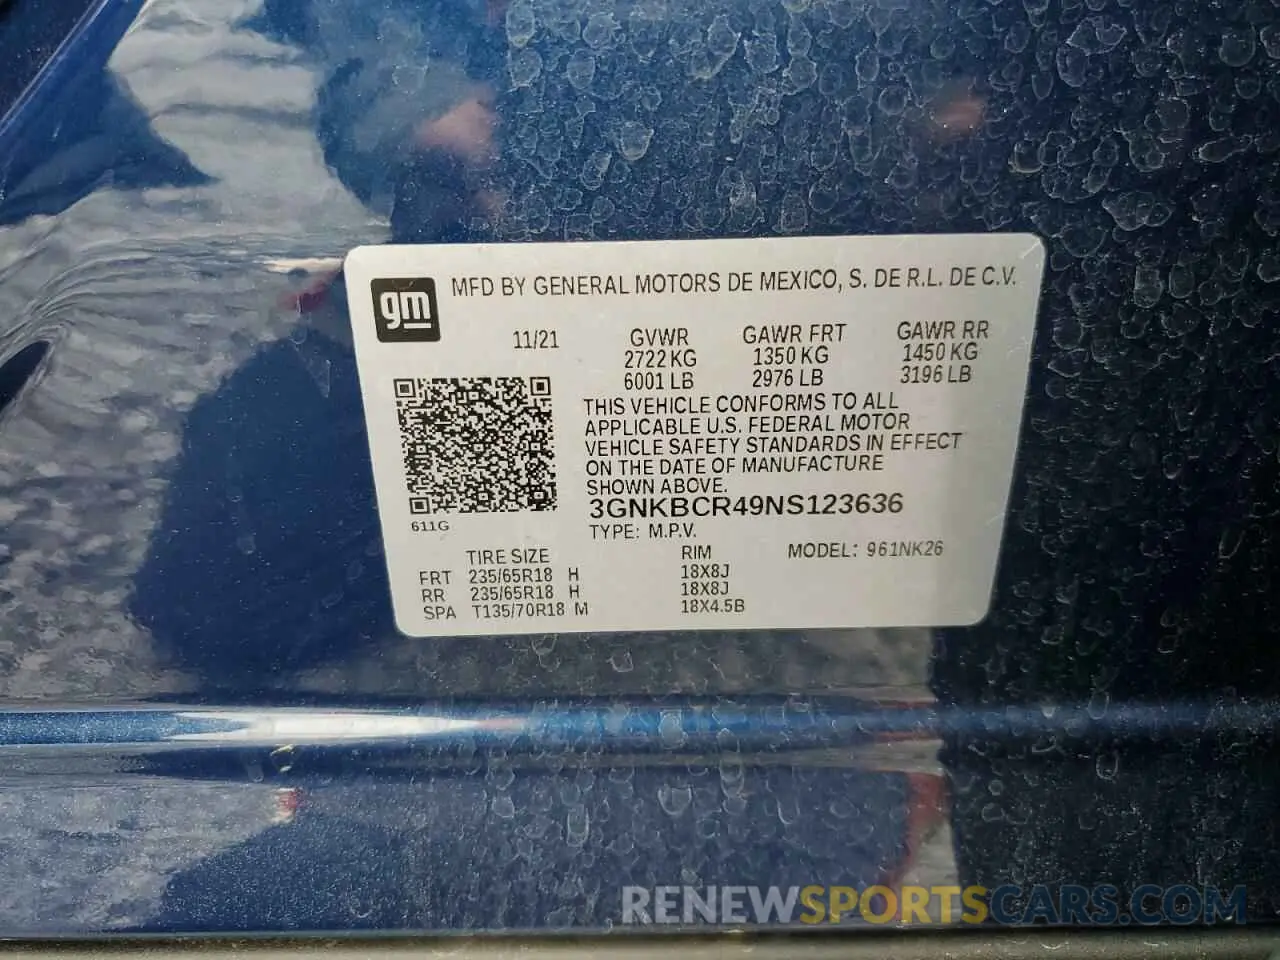 gm
MFD BY GENERAL MOTORS DE MEXICO, S. DE R.L. DE C.V.
11/21 GVWR GAWR FRT GAWR RR
2722 KG 1350 KG 1450 KG
6001 LB 2976 LB 3196 LB
THIS VEHICLE CONFORMS TO ALL
APPLICABLE U.S. FEDERAL MOTOR
VEHICLE SAFETY STANDARDS IN EFFECT
ON THE DATE OF MANUFACTURE
SHOWN ABOVE.
3GNKBCR49NS123636
611G
TYPE: M.P.V.
TIRE SIZE RIM MODEL: 961NK26
FRT 235/65R18 H 18X8J
RR 235/65R18 H 18X8J
SPA T135/70R18 M 18X4.5B
RENEWSPORTSCARS.COM